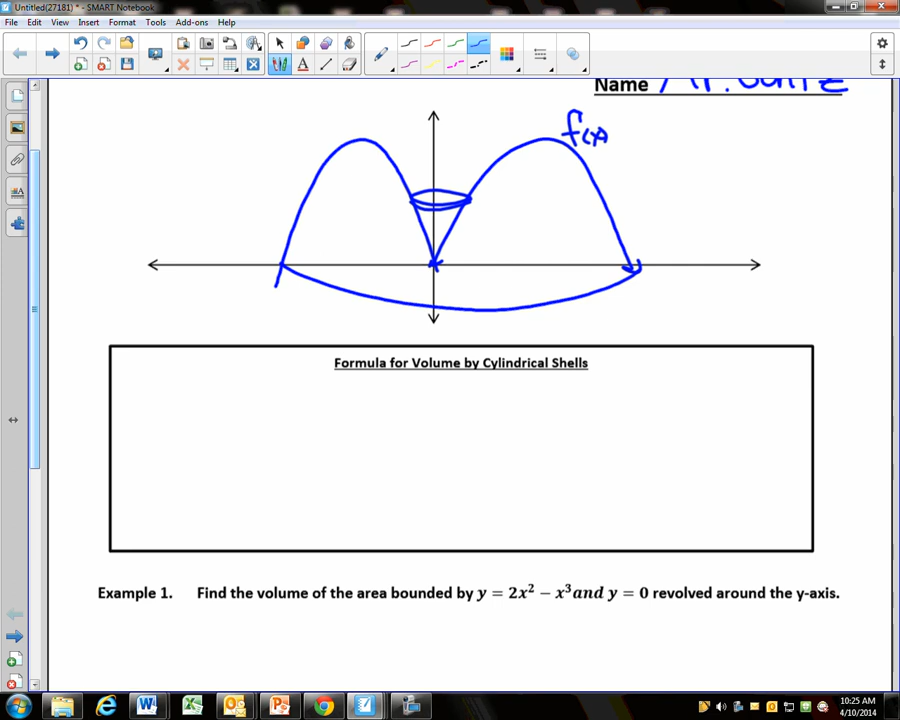 Untitled(27181) * - SMART Notebook
File Edit View Insert Format Tools Add-ons Help
Name
f(x)
Formula for Volume by Cylindrical Shells
Example 1. Find the volume of the area bounded by y = 2x² − x³and y = 0 revolved around the y-axis.
10:25 AM
4/10/2014